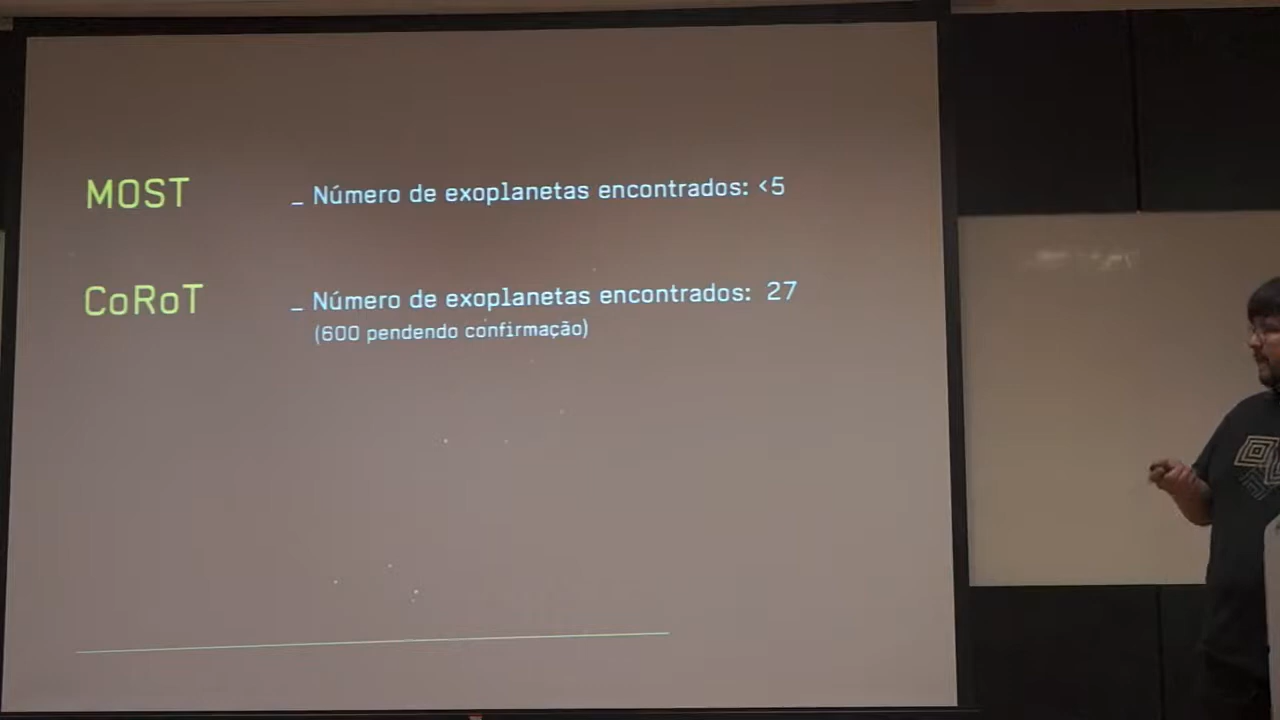 MOST
_ Número de exoplanetas encontrados: <5
CoRoT
_ Número de exoplanetas encontrados: 27
(600 pendendo confirmação)